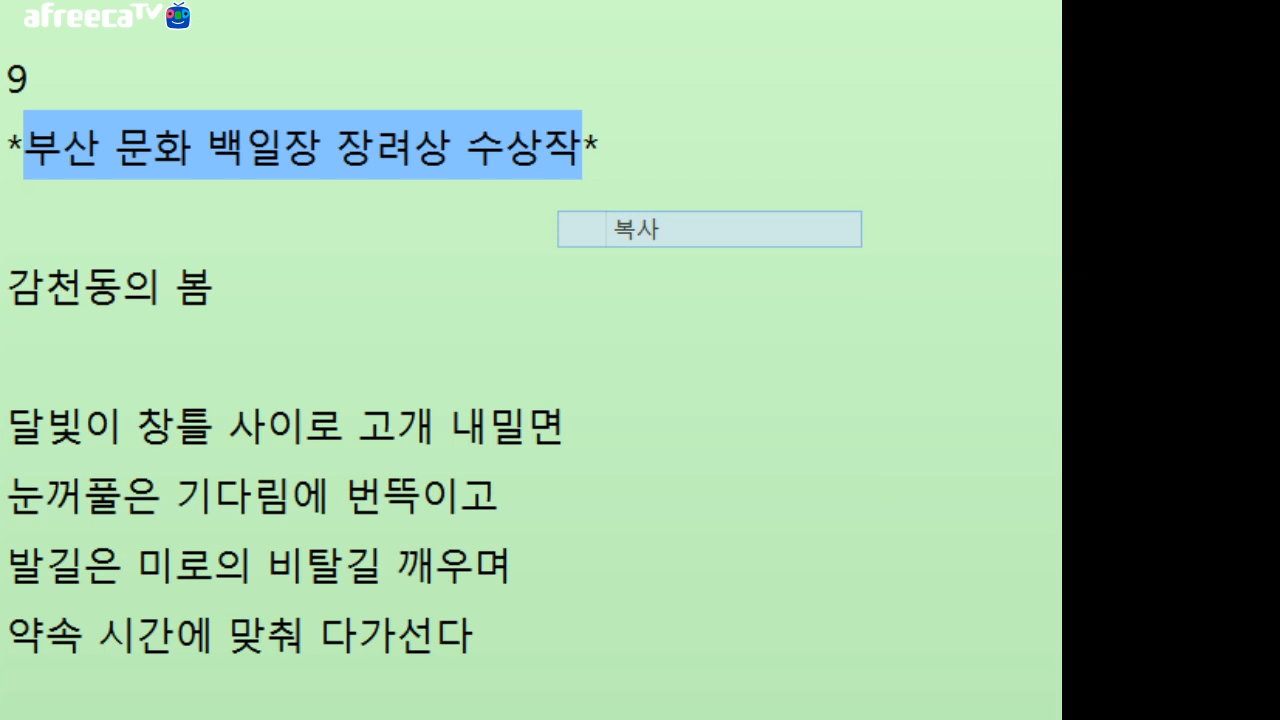 afreecaTV
9
*부산 문화 백일장 장려상 수상작*
복사
감천동의 봄
달빛이 창틀 사이로 고개 내밀면
눈꺼풀은 기다림에 번뜩이고
발길은 미로의 비탈길 깨우며
약속 시간에 맞춰 다가선다